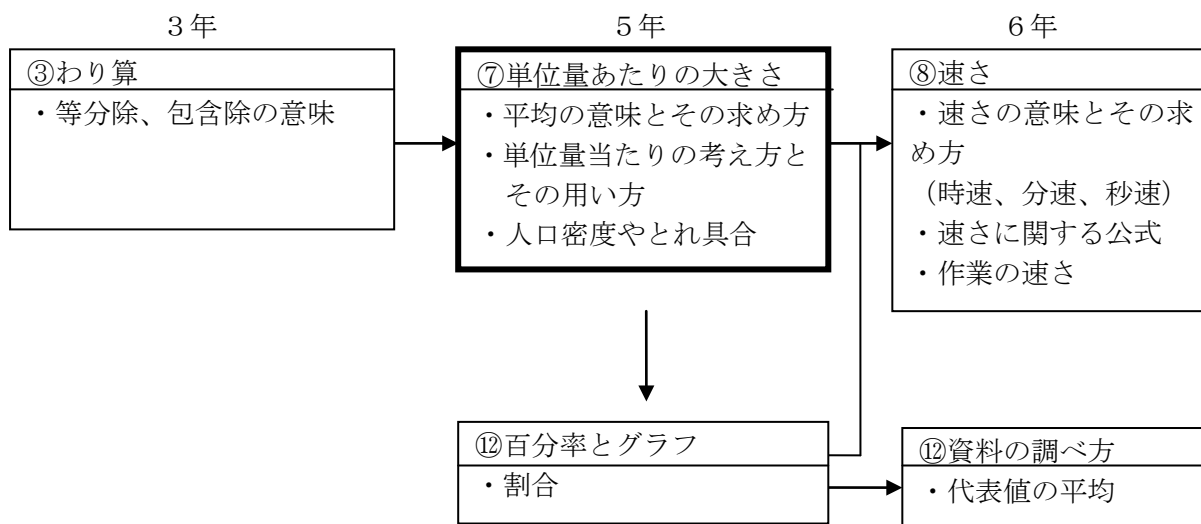 ３年
５年
６年
③わり算
・等分除、包含除の意味
⑦単位量あたりの大きさ
・平均の意味とその求め方
・単位量当たりの考え方と
その用い方
・人口密度やとれ具合
⑧速さ
・速さの意味とその求
め方
（時速、分速、秒速）
・速さに関する公式
・作業の速さ
⑫百分率とグラフ
・割合
⑫資料の調べ方
・代表値の平均